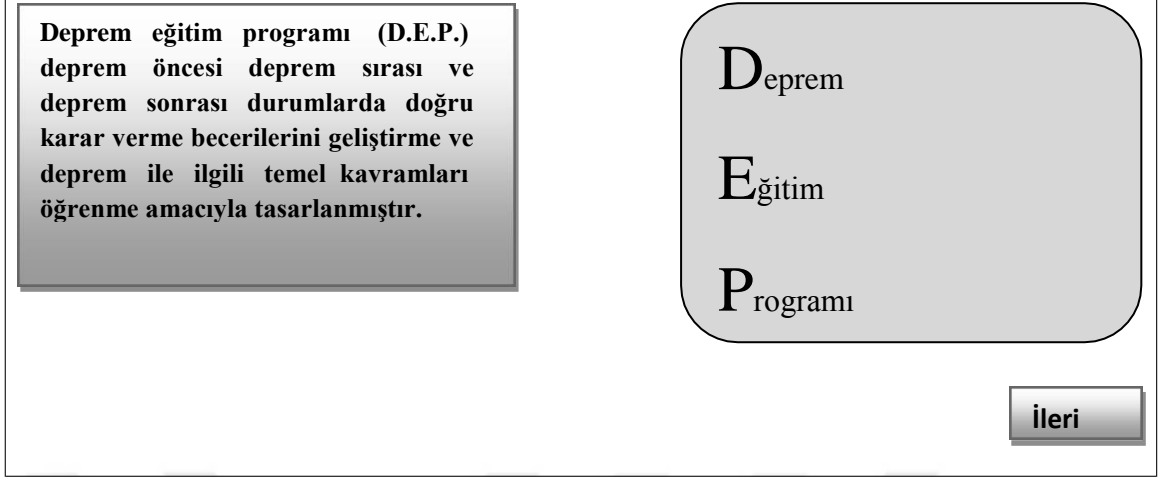 Deprem eğitim programı (D.E.P.)
deprem öncesi deprem sırası ve
deprem sonrası durumlarda doğru
karar verme becerilerini geliştirme ve
deprem ile ilgili temel kavramları
öğrenme amacıyla tasarlanmıştır.
Deprem
Eğitim
Programı
İleri